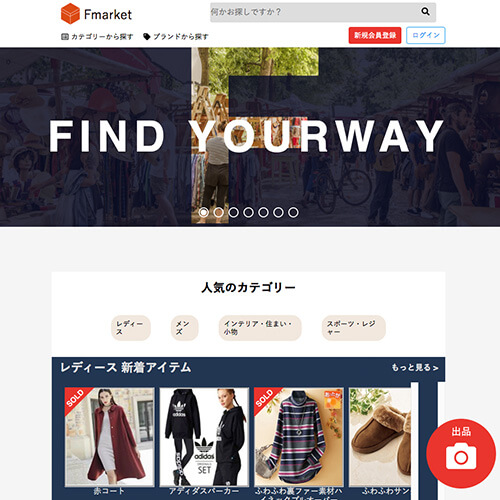 Fmarket
何かお探しですか？
カテゴリーから探す
ブランドから探す
新規会員登録
ログイン
FIND YOURWAY
人気のカテゴリー
レディー
ス
メン
ズ
インテリア・住まい・
小物
スポーツ・レジ
ャー
レディース 新着アイテム
もっと見る >
SOLD
adidas
adidas
SET
SOLD
赤コート
アディダスパーカー
ふわふわ裏ファー素材ハ
イネックプルオーバー
ふわふわサン
出品